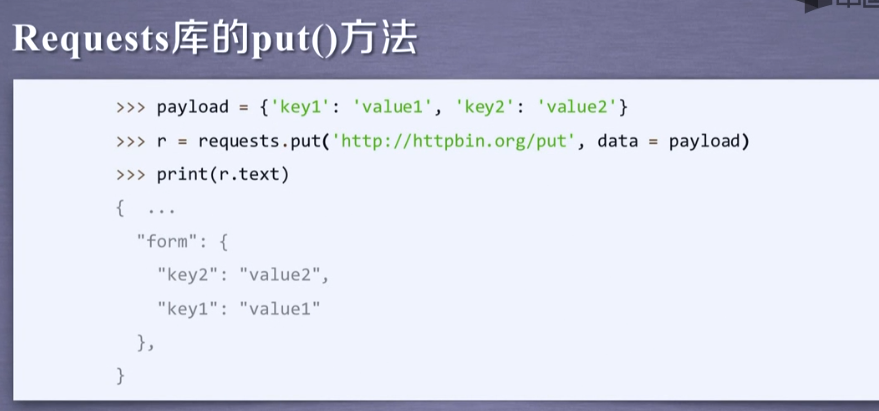 Requests库的put()方法
>>> payload = {'key1': 'value1', 'key2': 'value2'}
>>> r = requests.put('http://httpbin.org/put', data = payload)
>>> print(r.text)
{  ...
  "form": {
    "key2": "value2",
    "key1": "value1"
  },
}